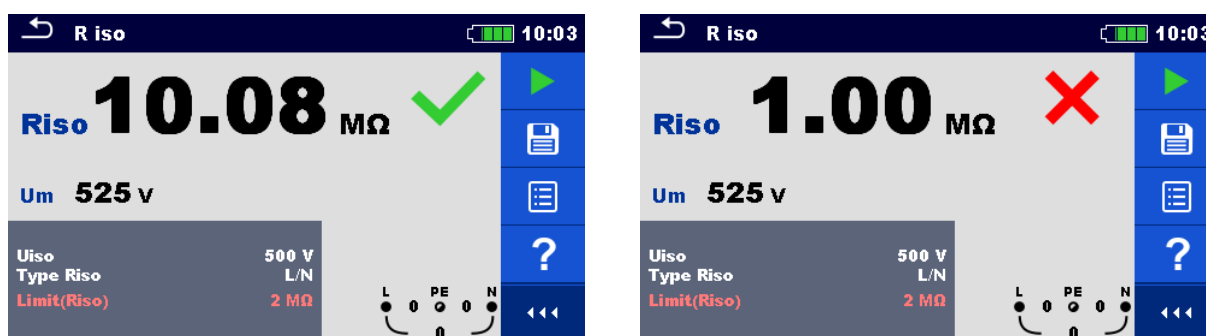 R iso 10:03
Riso 10.08 MΩ
Um 525 V
Uiso 500 V
Type Riso L/N
Limit(Riso) 2 MΩ
L PE N
0 0
0
?
R iso 10:03
Riso 1.00 MΩ
Um 525 V
Uiso 500 V
Type Riso L/N
Limit(Riso) 2 MΩ
L PE N
0 0
0
?